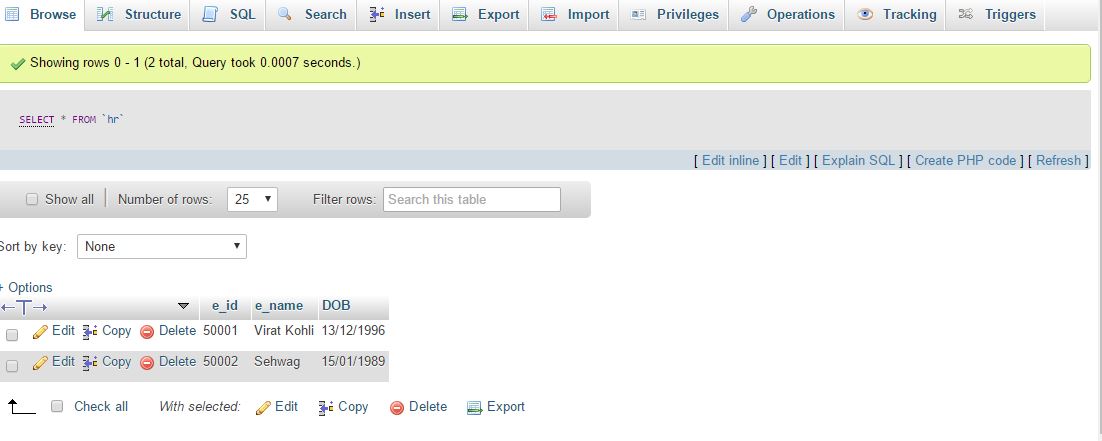 Browse Structure SQL Search Insert Export Import Privileges Operations Tracking Triggers
Showing rows 0 - 1 (2 total, Query took 0.0007 seconds.)
SELECT * FROM `hr`
[ Edit inline ] [ Edit ] [ Explain SQL ] [ Create PHP code ] [ Refresh ]
Show all Number of rows: 25 Filter rows: Search this table
Sort by key: None
+ Options
e_id e_name DOB
Edit Copy Delete 50001 Virat Kohli 13/12/1996
Edit Copy Delete 50002 Sehwag 15/01/1989
Check all With selected: Edit Copy Delete Export